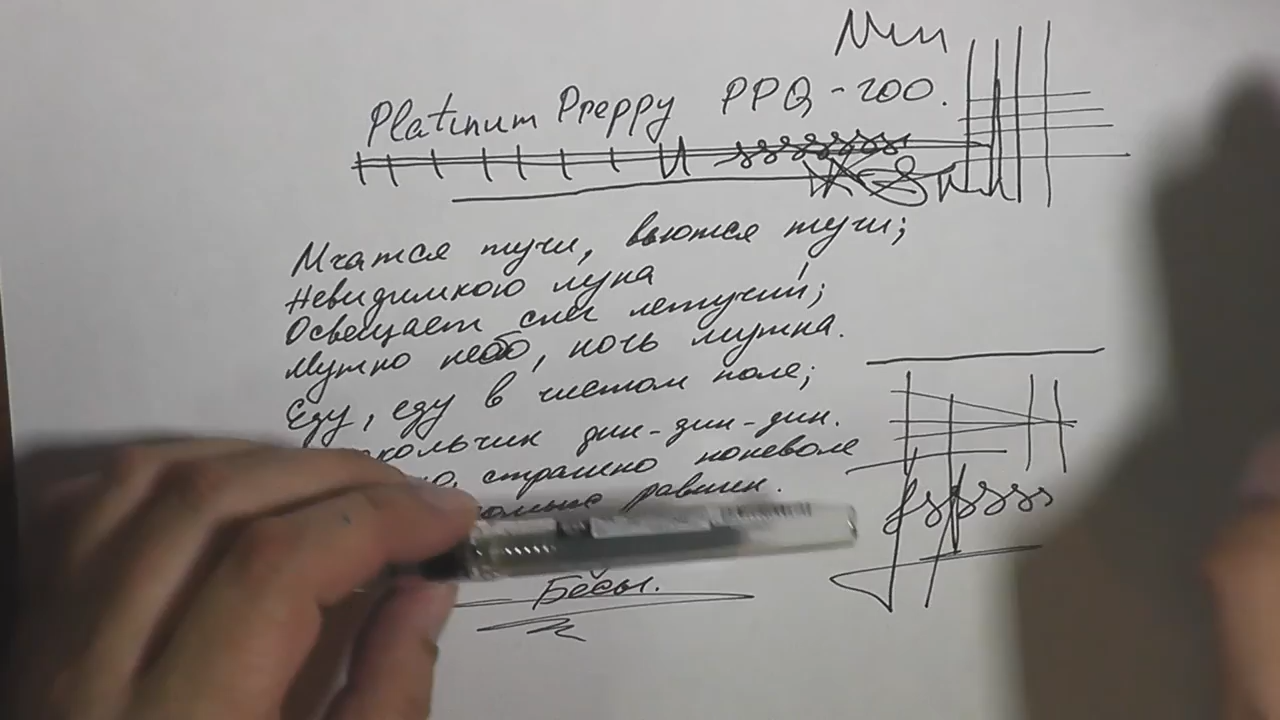 Platinum Preppy PPQ-200.
Мчатся тучи, вьются тучи;
Невидимкою луна
Освещает снег летучий;
Мутно небо, ночь мутна.
Еду, еду в чистом поле;
дин-дин-дин.
страшно поневоле
равнин.
Бесы.